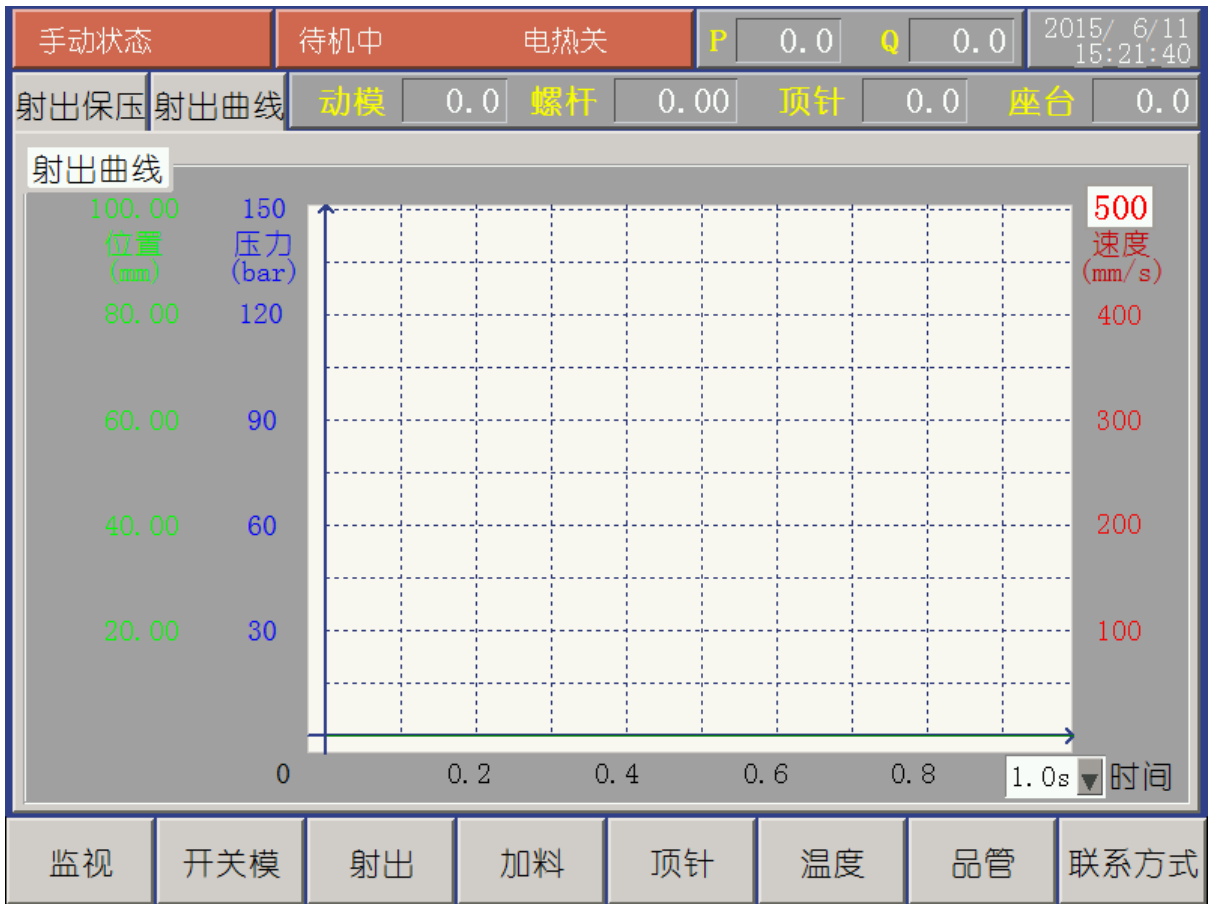 手动状态 待机中 电热关 P 0.0 Q 0.0 2015/ 6/11
15:21:40
射出保压 射出曲线 动模 0.0 螺杆 0.00 顶针 0.0 座台 0.0
射出曲线
100.00 150 500
位置 压力 速度
(mm) (bar) (mm/s)
80.00 120 400
60.00 90 300
40.00 60 200
20.00 30 100
0 0.2 0.4 0.6 0.8 1.0s 时间
监视 开关模 射出 加料 顶针 温度 品管 联系方式